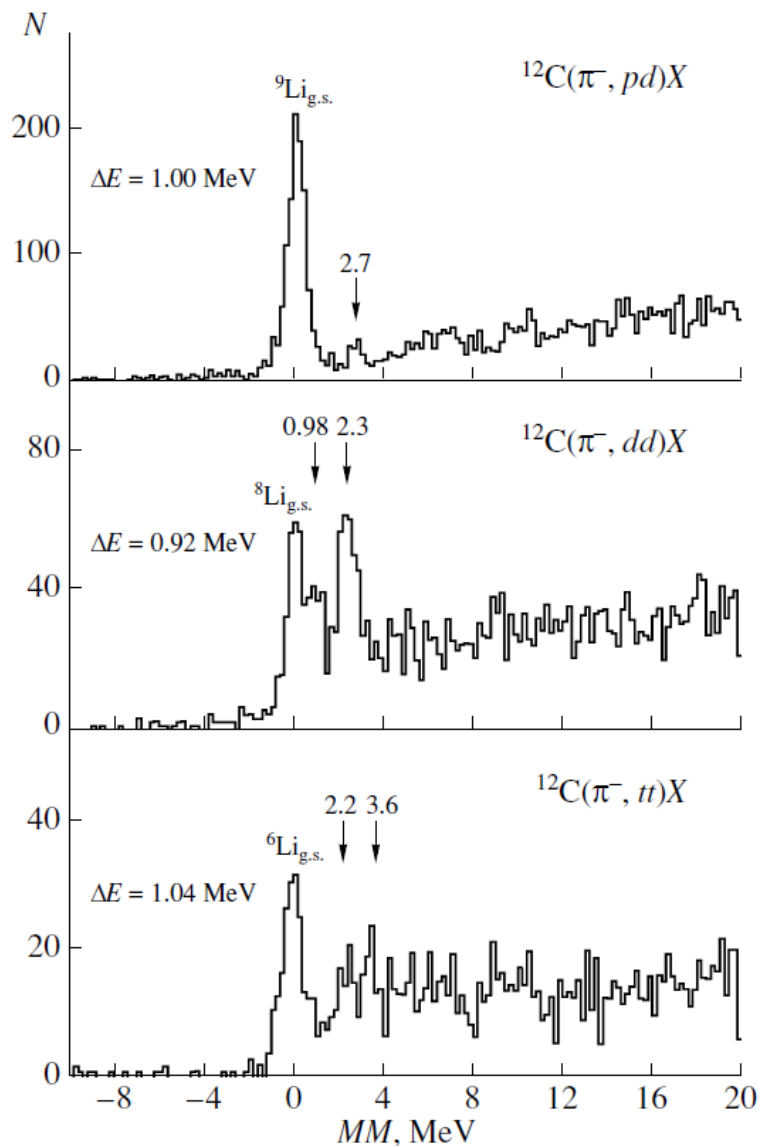 N
¹²C(π⁻, pd)X
⁹Li_g.s.
200
ΔE = 1.00 MeV
100
2.7
0
0.98 2.3
¹²C(π⁻, dd)X
80
⁸Li_g.s.
ΔE = 0.92 MeV
40
0
2.2 3.6
¹²C(π⁻, tt)X
40
⁶Li_g.s.
ΔE = 1.04 MeV
20
0
−8 −4 0 4 8 12 16 20
MM, MeV